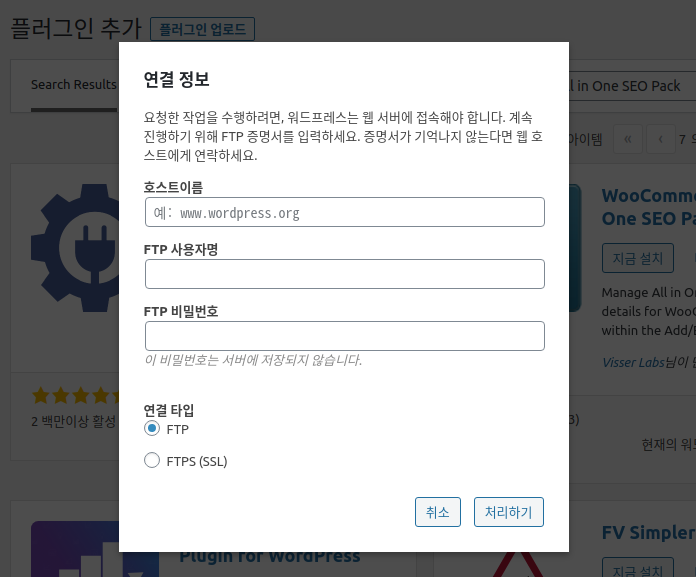 플러그인 추가
플러그인 업로드
Search Results
l in One SEO Pack
연결 정보
요청한 작업을 수행하려면, 워드프레스는 웹 서버에 접속해야 합니다. 계속
진행하기 위해 FTP 증명서를 입력하세요. 증명서가 기억나지 않는다면 웹 호
스트에게 연락하세요.
호스트이름
예: www.wordpress.org
FTP 사용자명
FTP 비밀번호
이 비밀번호는 서버에 저장되지 않습니다.
연결 타입
FTP
FTPS (SSL)
취소
처리하기
아이템
«
‹
7
WooComme
One SEO Pa
지금 설치
Manage All in On
details for WooC
within the Add/E
Visser Labs님이
2 백만이상 활성
3)
현재의 워
Plugin for WordPress
FV Simpler
지금 설치